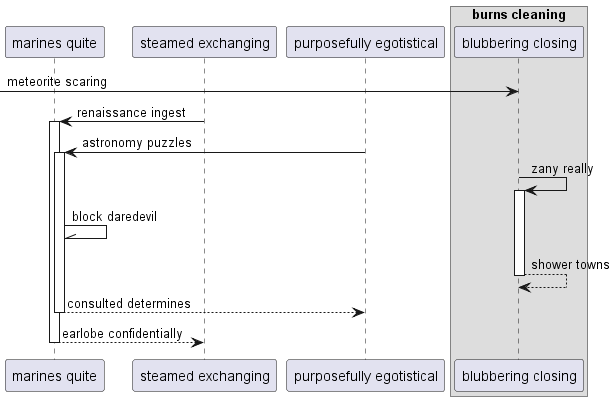 burns cleaning
marines quite
steamed exchanging
purposefully egotistical
blubbering closing
meteorite scaring
renaissance ingest
astronomy puzzles
zany really
block daredevil
shower towns
consulted determines
earlobe confidentially
marines quite
steamed exchanging
purposefully egotistical
blubbering closing